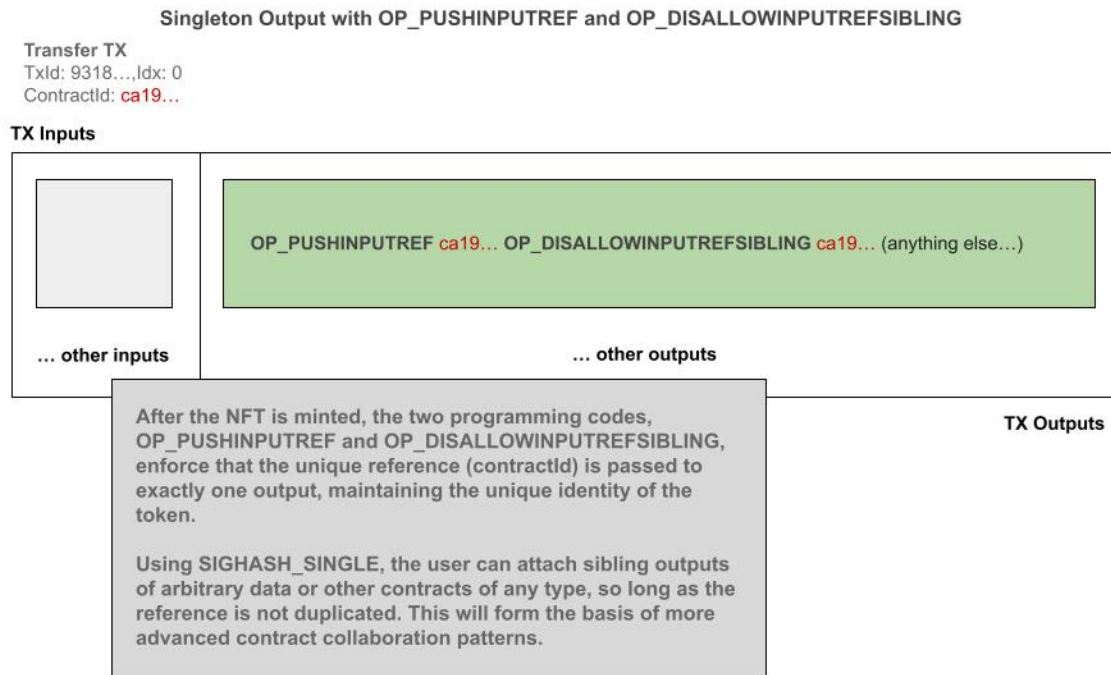 Singleton Output with OP_PUSHINPUTREF and OP_DISALLOWINPUTREFSIBLING
Transfer TX
TxId: 9318…,Idx: 0
ContractId: ca19…
TX Inputs
OP_PUSHINPUTREF ca19… OP_DISALLOWINPUTREFSIBLING ca19… (anything else…)
… other inputs
… other outputs
TX Outputs
After the NFT is minted, the two programming codes,
OP_PUSHINPUTREF and OP_DISALLOWINPUTREFSIBLING,
enforce that the unique reference (contractId) is passed to
exactly one output, maintaining the unique identity of the
token.
Using SIGHASH_SINGLE, the user can attach sibling outputs
of arbitrary data or other contracts of any type, so long as the
reference is not duplicated. This will form the basis of more
advanced contract collaboration patterns.